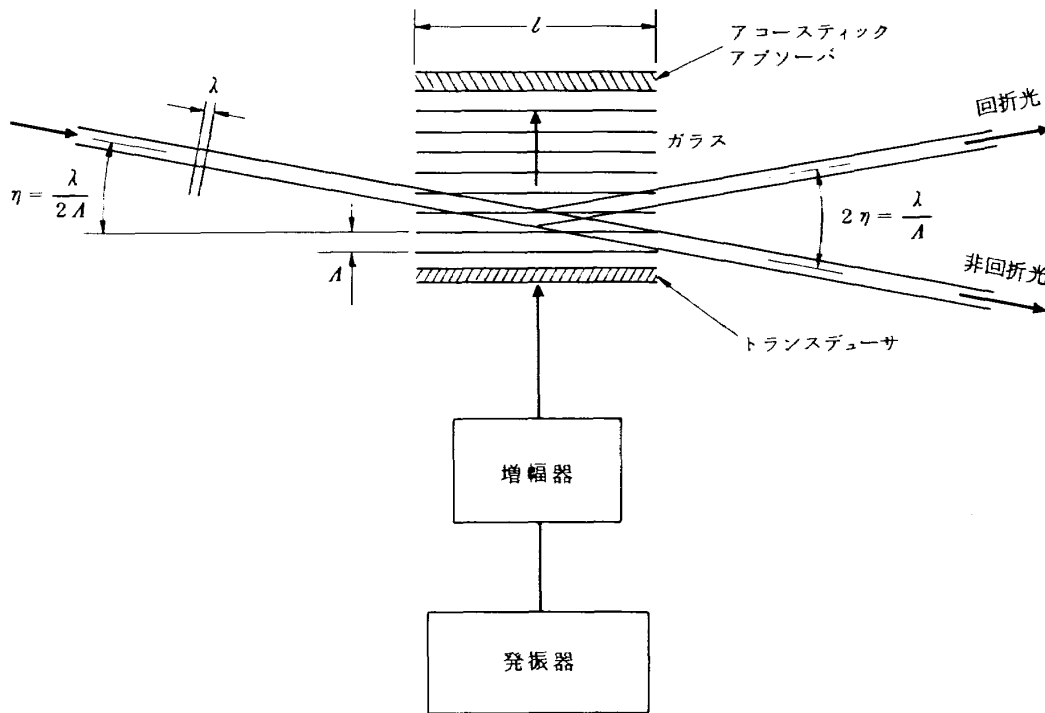 l
アコースティック
アブソーバ
λ
回折光
ガラス
η = λ / 2Λ
2η = λ / Λ
Λ
非回折光
トランスデューサ
増幅器
発振器